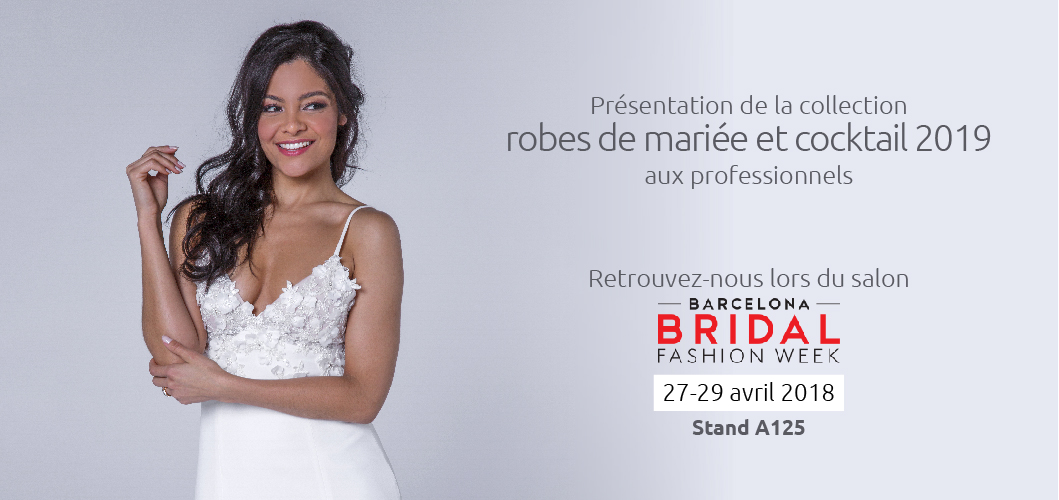 Présentation de la collection
robes de mariée et cocktail 2019
aux professionnels
Retrouvez-nous lors du salon
BARCELONA
BRIDAL
FASHION WEEK
27-29 avril 2018
Stand A125